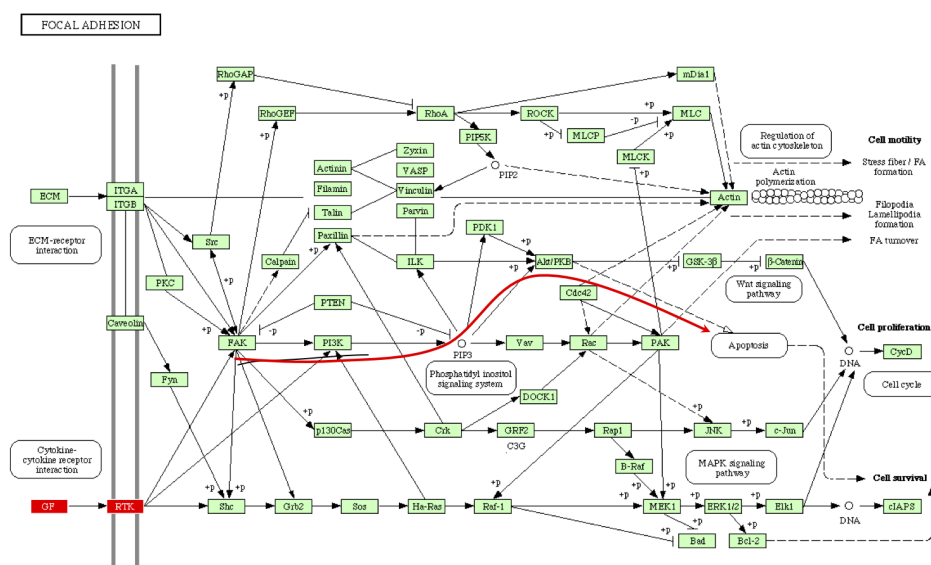 FOCAL ADHESION
RhoGAP
mDia1
+p
+p
RhoGEF
RhoA
ROCK
+p
MLC
-p
Regulation of
actin cytoskeleton
Cell motility
+p
PIP5K
MLCP
Zyxin
MLCK
Stress fiber / FA
formation
Actinin
VASP
PIP2
+p
Actin
polymerization
ECM
ITGA
ITGB
Filamin
Vinculin
Actin
Filopodia
Lamellipodia
formation
Talin
Parvin
ECM-receptor
interaction
Src
Paxillin
PDK1
FA turnover
+p
+p
+p
Calpain
ILK
+p
Akt/PKB
+p
GSK-3β
+p
β-Catenin
PKC
+p
Wnt signaling
pathway
Cdc42
PTEN
Caveolin
+p
+p
-p
-p
+p
Cell proliferation
FAK
PI3K
PIP3
Vav
Rac
PAK
Apoptosis
DNA
CycD
Phosphatidyl inositol
signaling system
Fyn
DOCK1
Cell cycle
+p
+p
p130Cas
Crk
GRF2
Rap1
JNK
+p
c-Jun
C3G
Cytokine-
cytokine receptor
interaction
B-Raf
MAPK signaling
pathway
+p
+p
+p
+p
+p
Cell survival
GF
RTK
Shc
Grb2
Sos
Ha-Ras
Raf-1
MEK1
+p
ERK1/2
+p
Elk1
DNA
cIAPS
+p
+p
Bad
Bcl-2